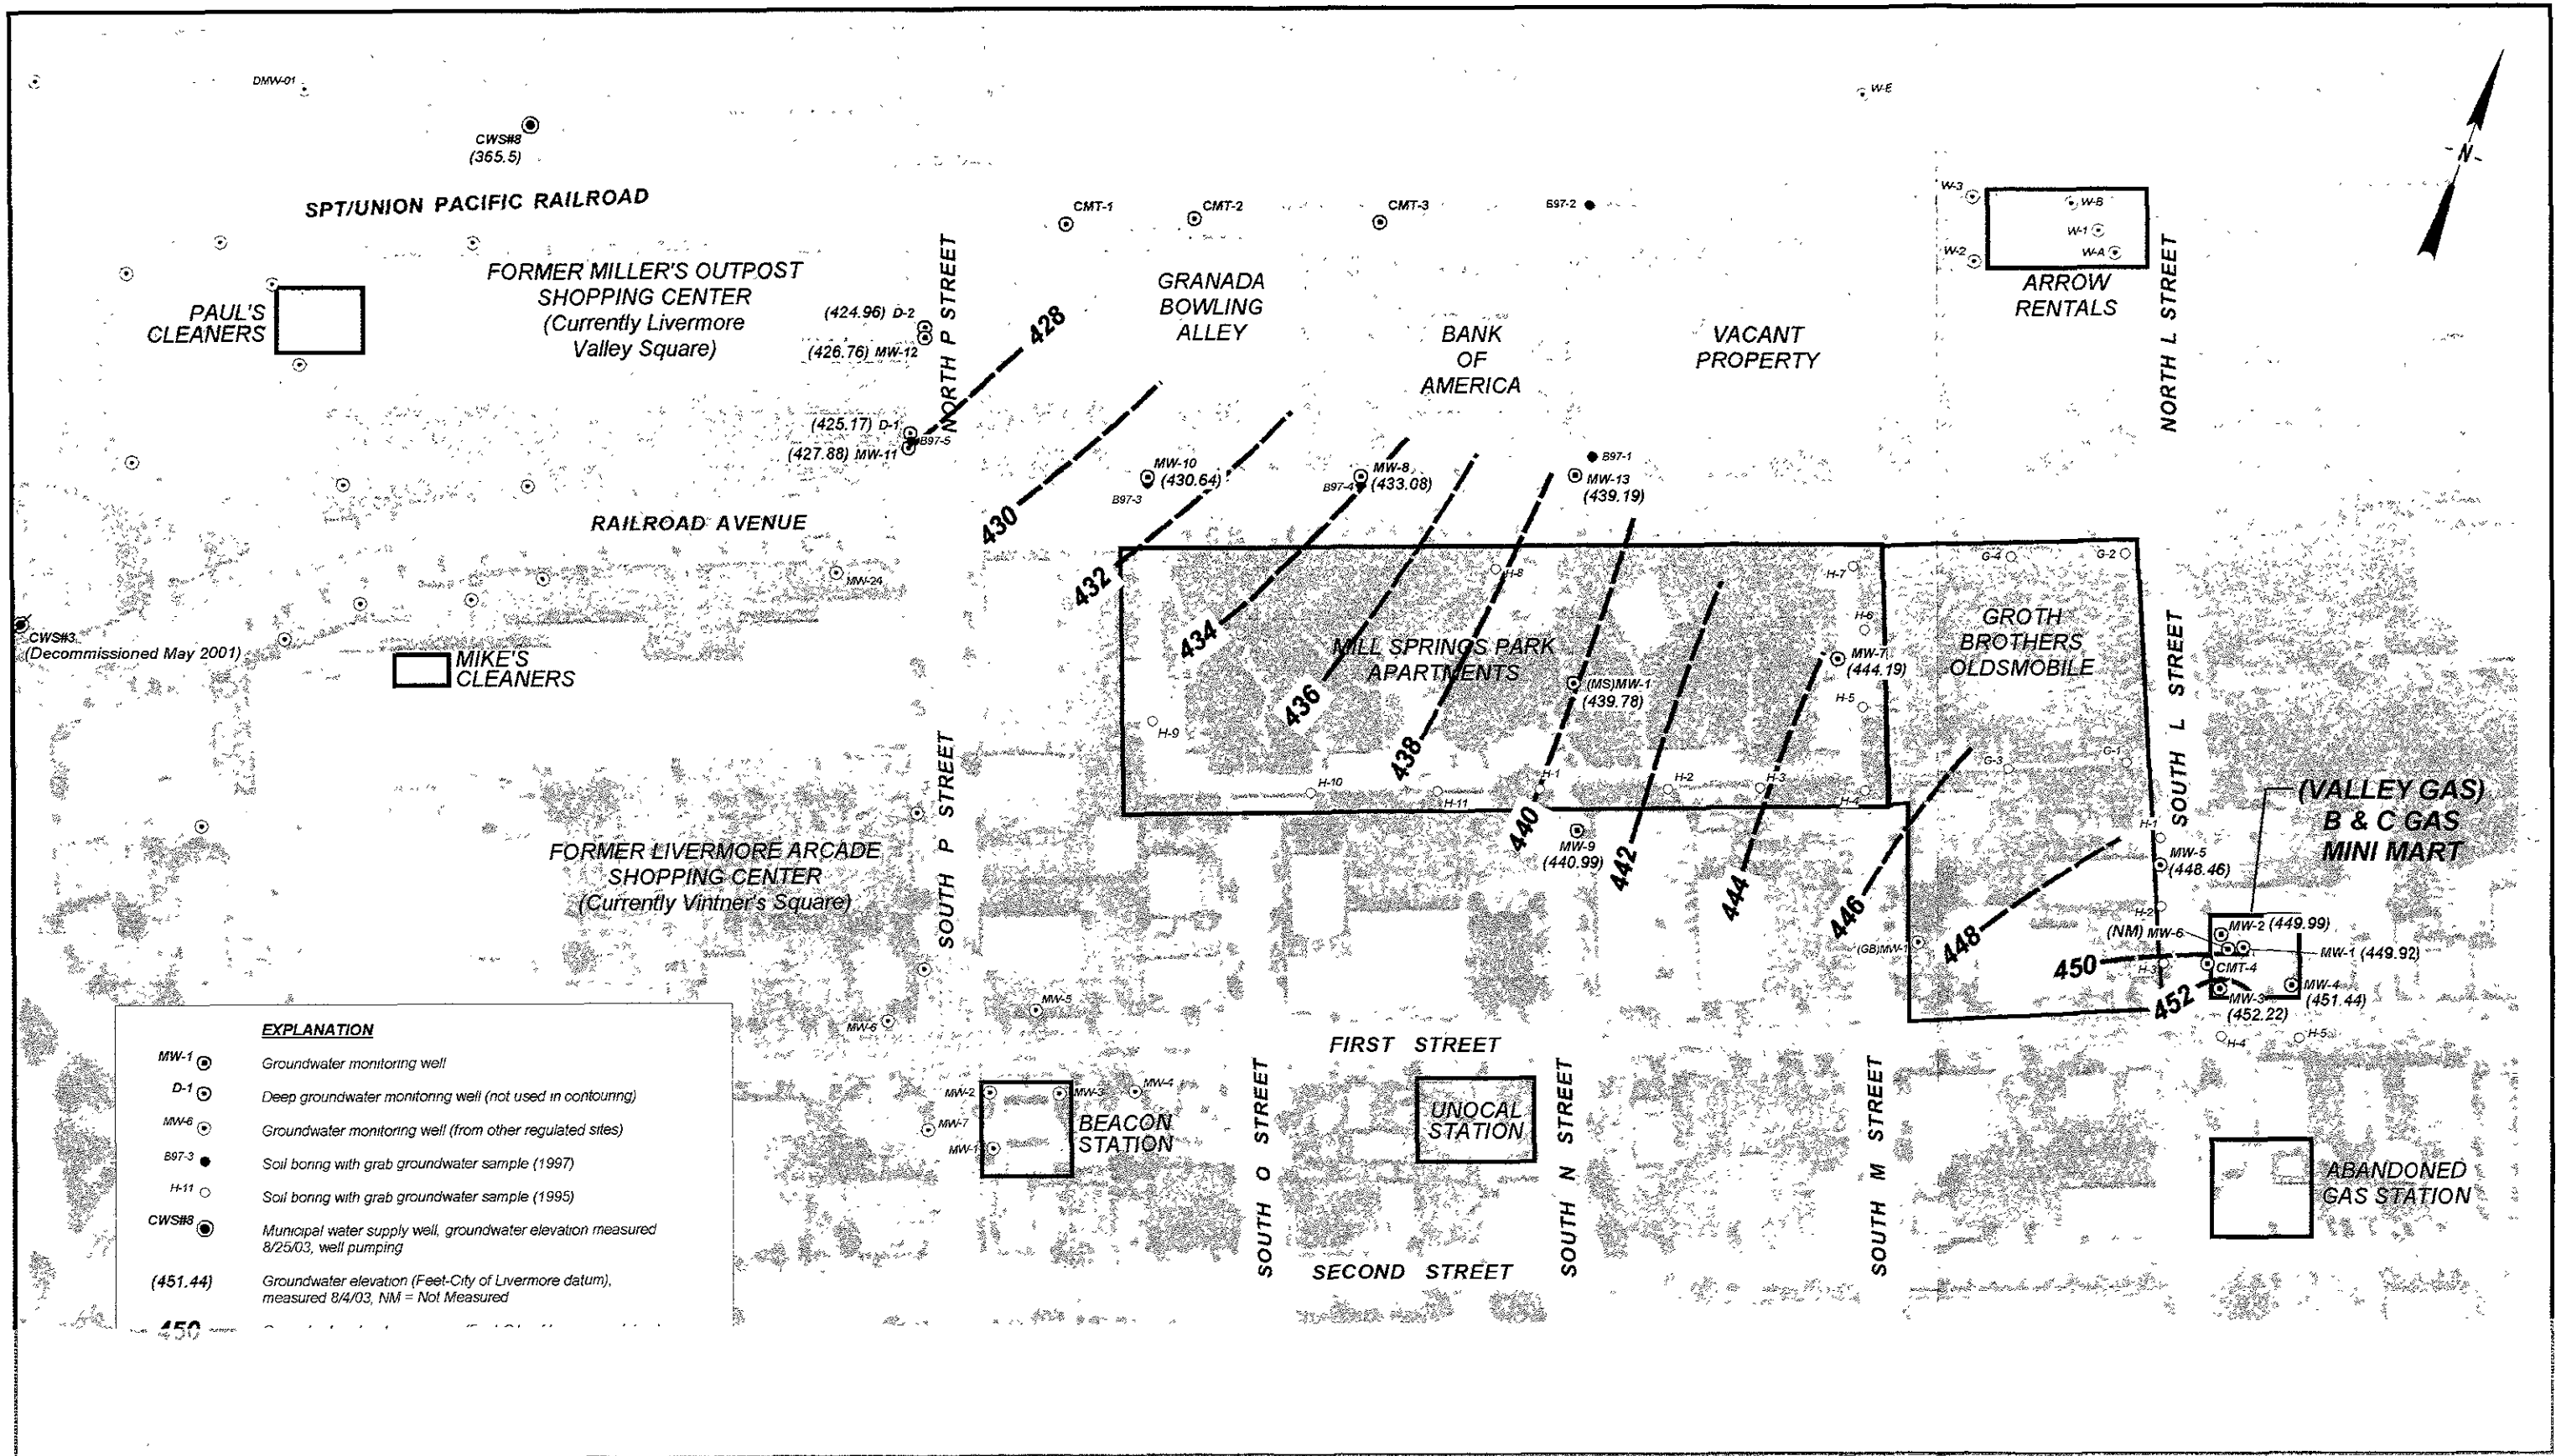 DMW-01
W-E
CWS#8
(365.5)
N
SPT/UNION PACIFIC RAILROAD
CMT-1
CMT-2
CMT-3
B97-2
W-3
W-B
W-1
W-2
W-A
ARROW
RENTALS
NORTH L STREET
NORTH P STREET
FORMER MILLER'S OUTPOST
SHOPPING CENTER
(Currently Livermore
Valley Square)
PAUL'S
CLEANERS
(424.96) D-2
(426.76) MW-12
428
GRANADA
BOWLING
ALLEY
BANK
OF
AMERICA
VACANT
PROPERTY
(425.17) D-1
B97-5
(427.88) MW-11
MW-10
(430.64)
B97-3
MW-8
(433.08)
B97-4
B97-1
MW-13
(439.19)
RAILROAD AVENUE
430
432
434
436
438
440
442
444
446
448
450
452
MW-24
CWS#3
(Decommissioned May 2001)
MIKE'S
CLEANERS
H-8
H-7
H-6
G-4
G-2
MILL SPRINGS PARK
APARTMENTS
GROTH
BROTHERS
OLDSMOBILE
MW-7
(444.19)
(MS)MW-1
(439.78)
H-5
H-9
H-10
H-11
H-1
H-2
H-3
H-4
G-3
G-1
SOUTH L STREET
SOUTH P STREET
(VALLEY GAS)
B & C GAS
MINI MART
H-1
MW-5
(448.46)
MW-9
(440.99)
FORMER LIVERMORE ARCADE
SHOPPING CENTER
(Currently Vintner's Square)
H-2
(NM) MW-6
MW-2 (449.99)
MW-1 (449.92)
(GB)MW-1
H-3
CMT-4
MW-4
(451.44)
MW-3
(452.22)
H-4
H-5
MW-5
MW-6
FIRST STREET
MW-2
MW-3
MW-4
MW-7
MW-1
BEACON
STATION
SOUTH O STREET
UNOCAL
STATION
SOUTH N STREET
SOUTH M STREET
ABANDONED
GAS STATION
SECOND STREET
EXPLANATION
MW-1 Groundwater monitoring well
D-1 Deep groundwater monitoring well (not used in contouring)
MW-6 Groundwater monitoring well (from other regulated sites)
B97-3 Soil boring with grab groundwater sample (1997)
H-11 Soil boring with grab groundwater sample (1995)
CWS#8 Municipal water supply well, groundwater elevation measured
8/25/03, well pumping
(451.44) Groundwater elevation (Feet-City of Livermore datum),
measured 8/4/03, NM = Not Measured
450